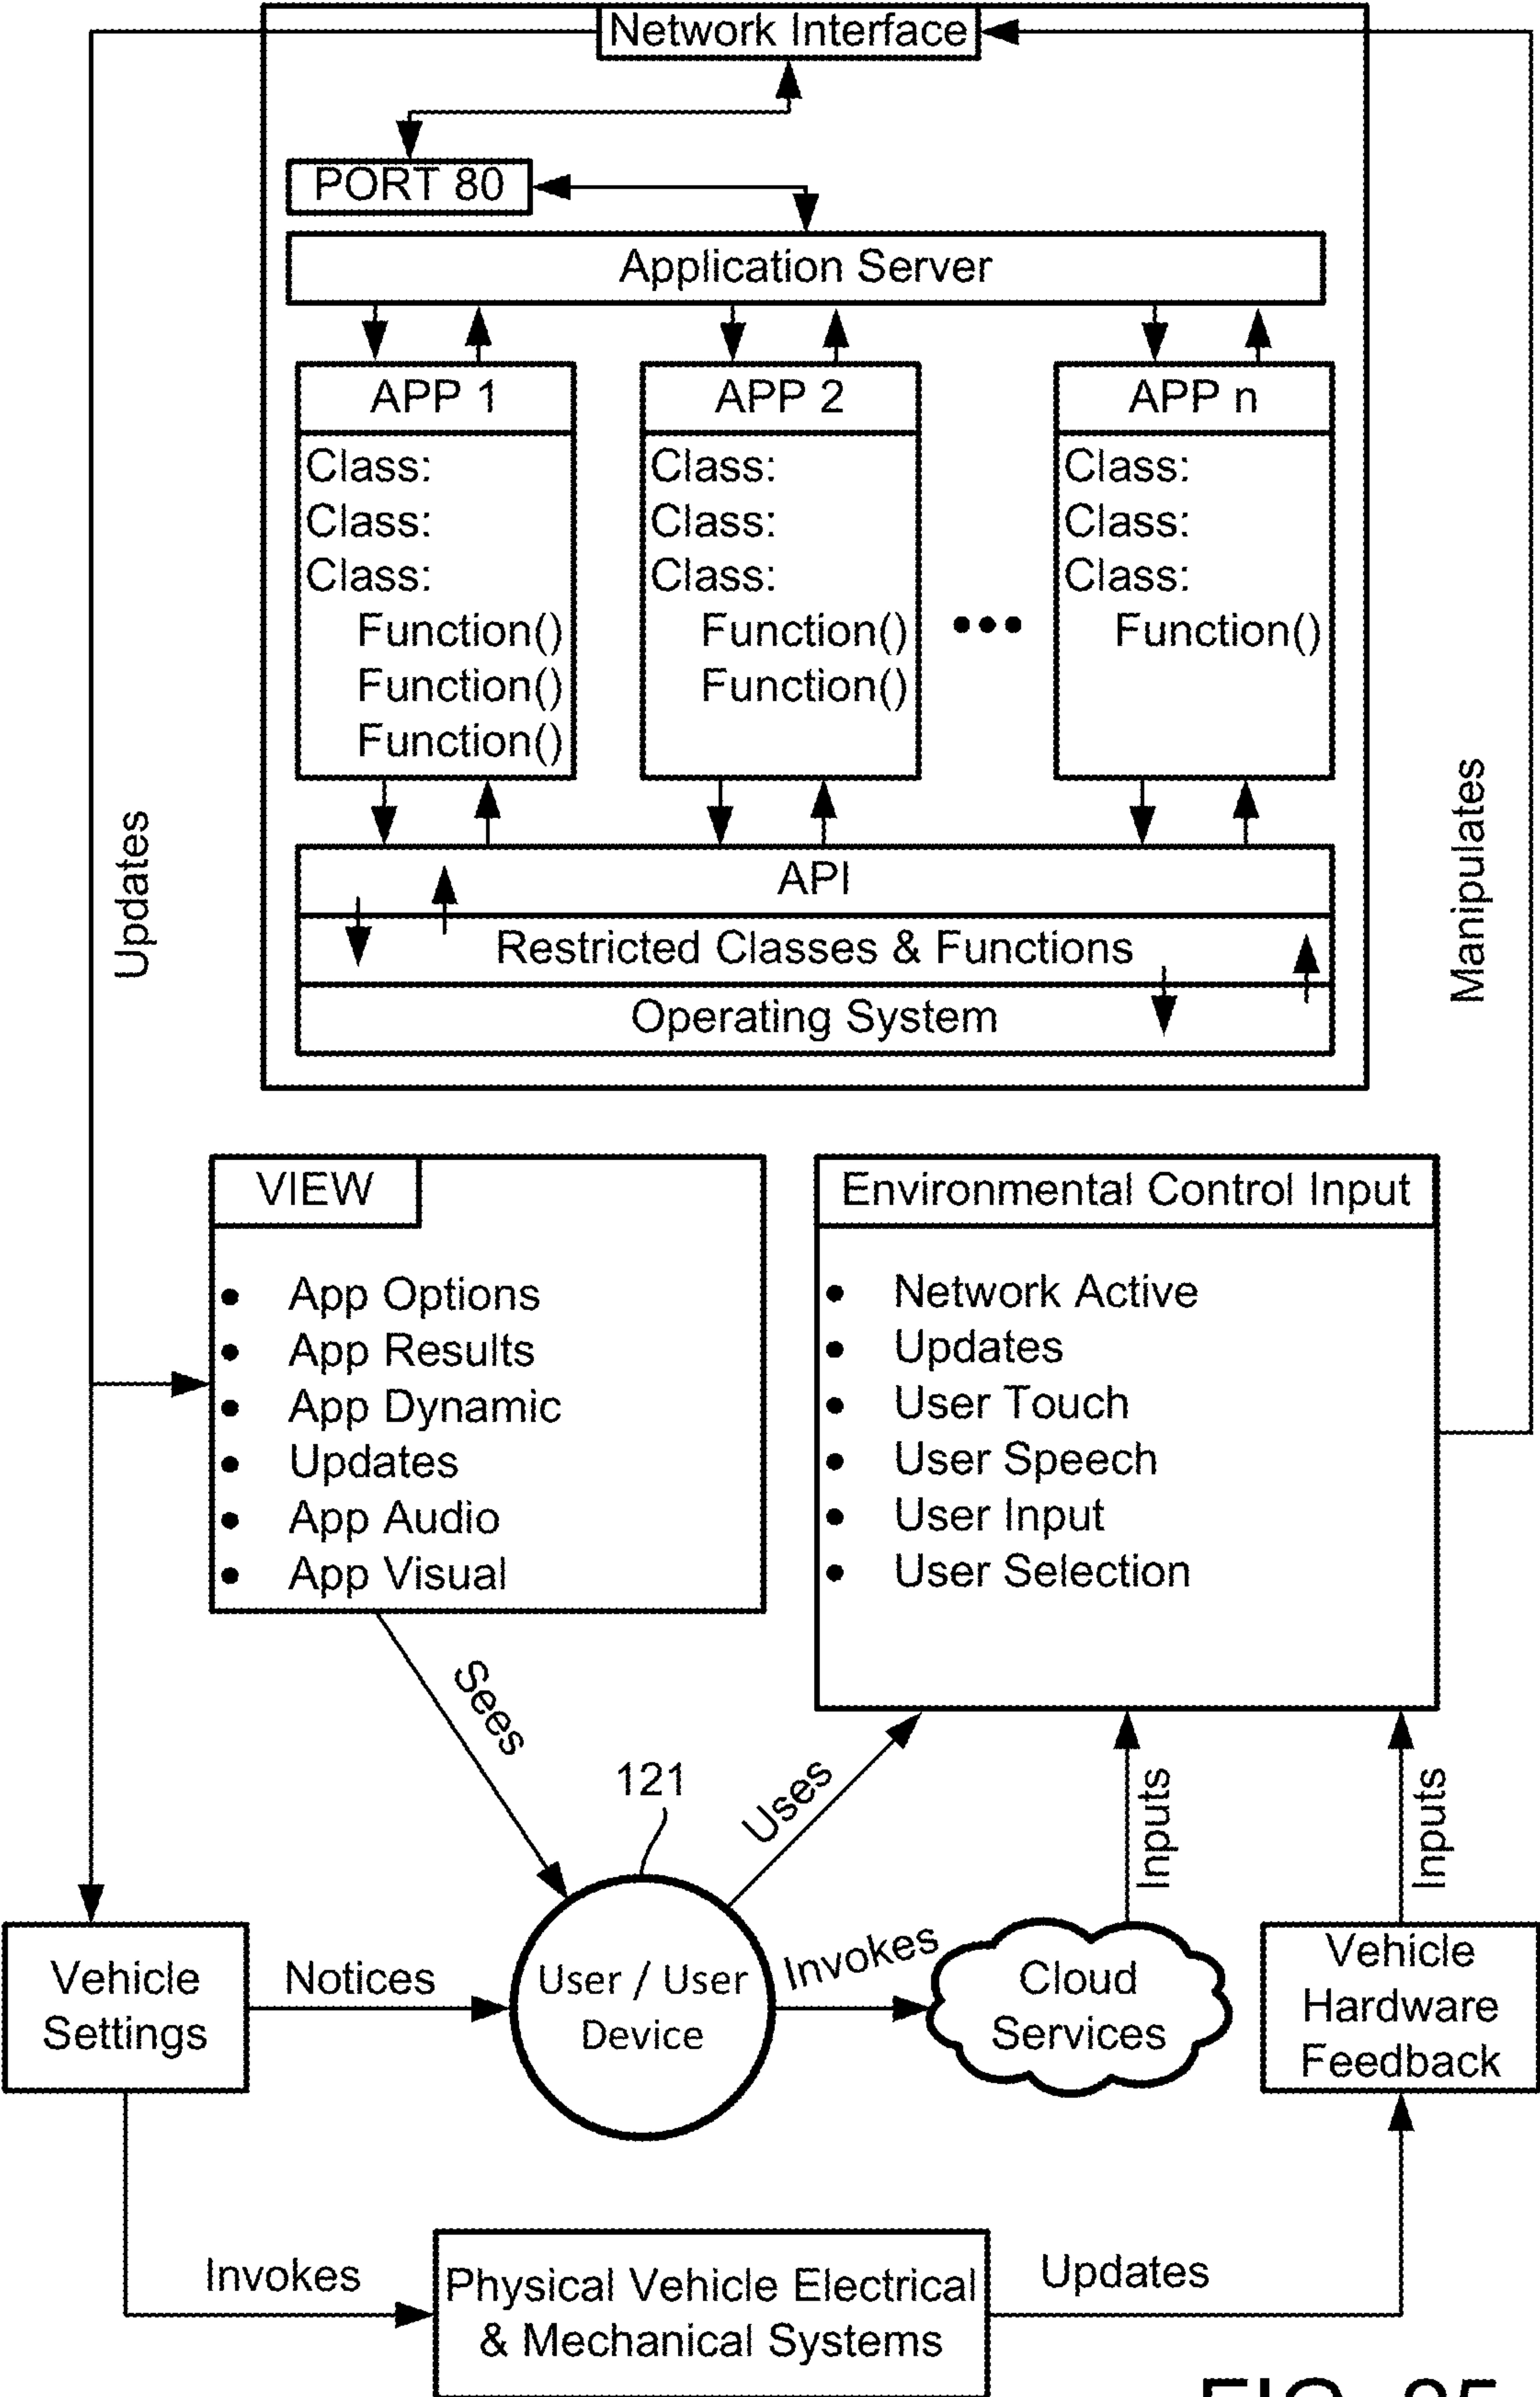 Network Interface
PORT 80
Application Server
APP 1
Class:
Class:
Class:
Function()
Function()
Function()
APP 2
Class:
Class:
Class:
Function()
Function()
APP n
Class:
Class:
Class:
Function()
API
Restricted Classes & Functions
Operating System
Updates
Manipulates
VIEW
• App Options
• App Results
• App Dynamic
• Updates
• App Audio
• App Visual
Environmental Control Input
• Network Active
• Updates
• User Touch
• User Speech
• User Input
• User Selection
Sees
121
Uses
Inputs
Inputs
Vehicle
Settings
Notices
User / User
Device
Invokes
Cloud
Services
Vehicle
Hardware
Feedback
Invokes
Physical Vehicle Electrical
& Mechanical Systems
Updates